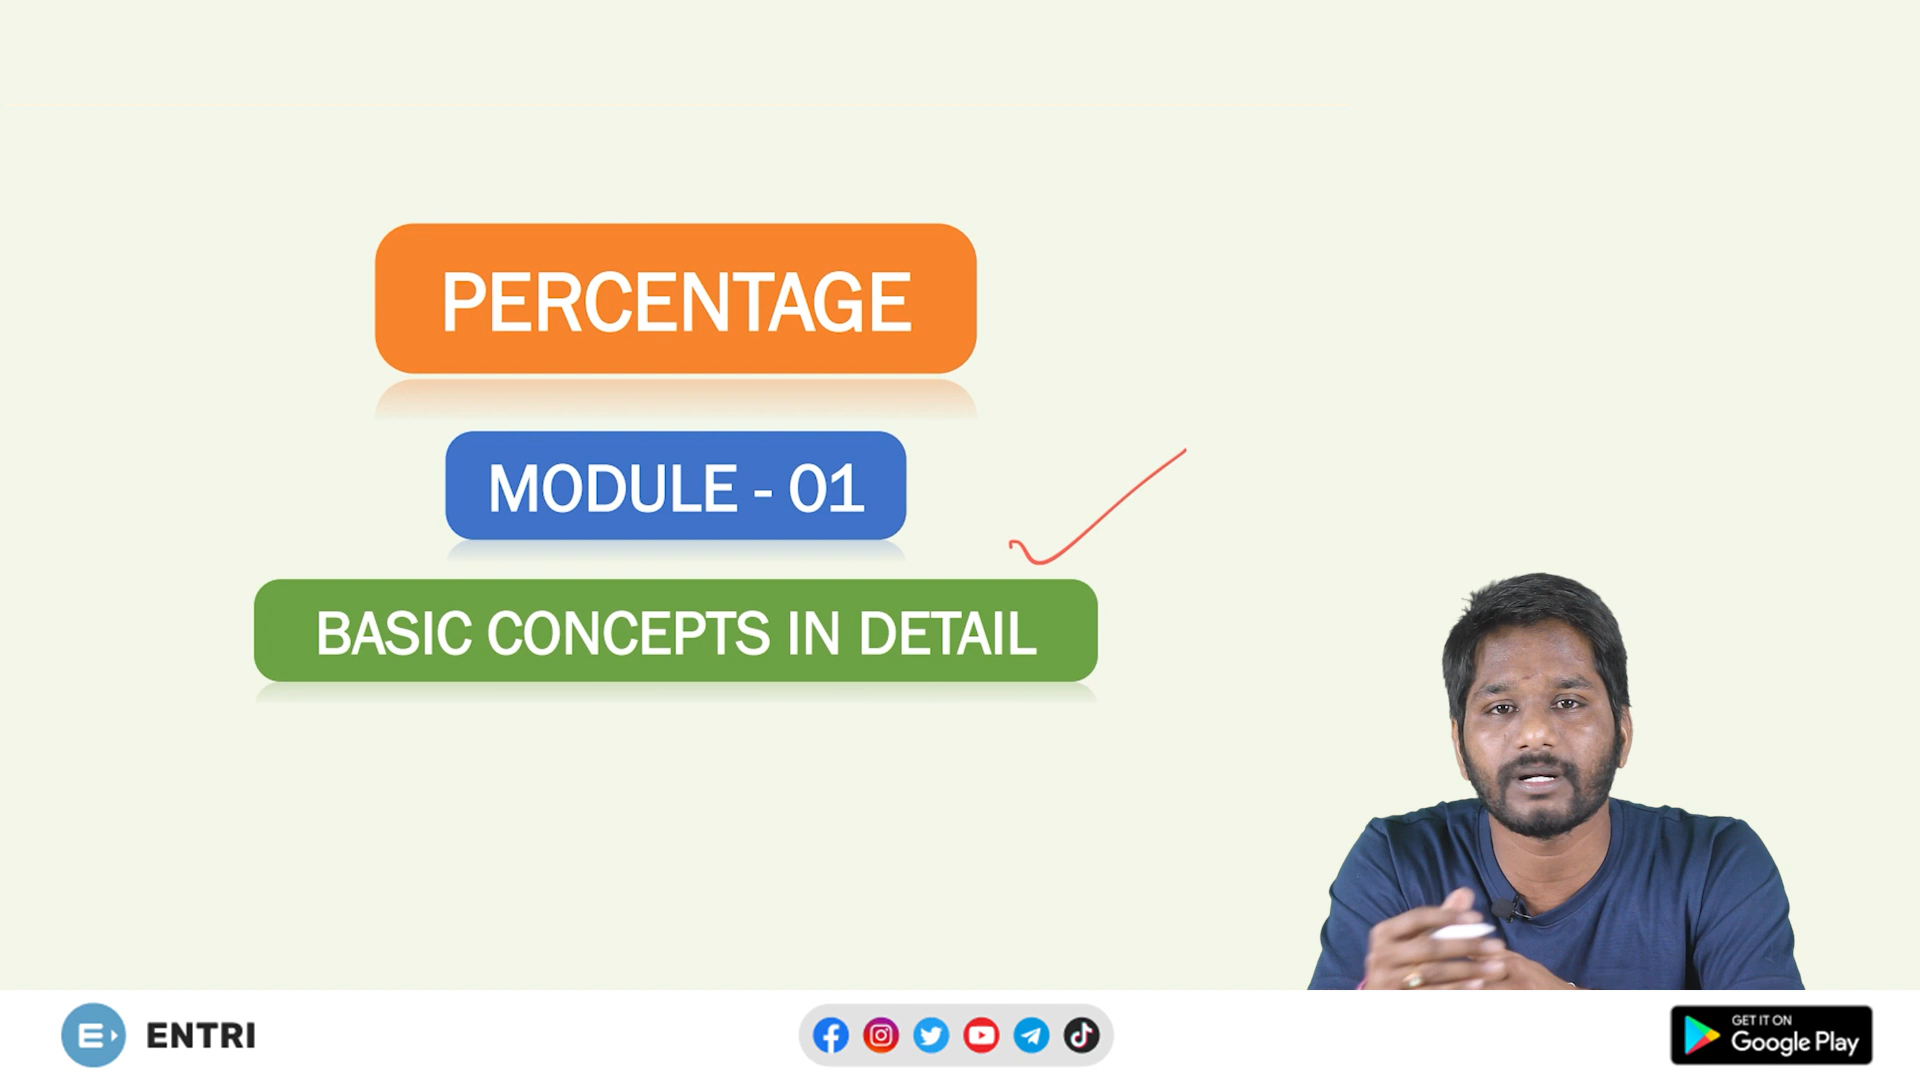 PERCENTAGE
MODULE - 01
BASIC CONCEPTS IN DETAIL
E ENTRI
GET IT ON
Google Play